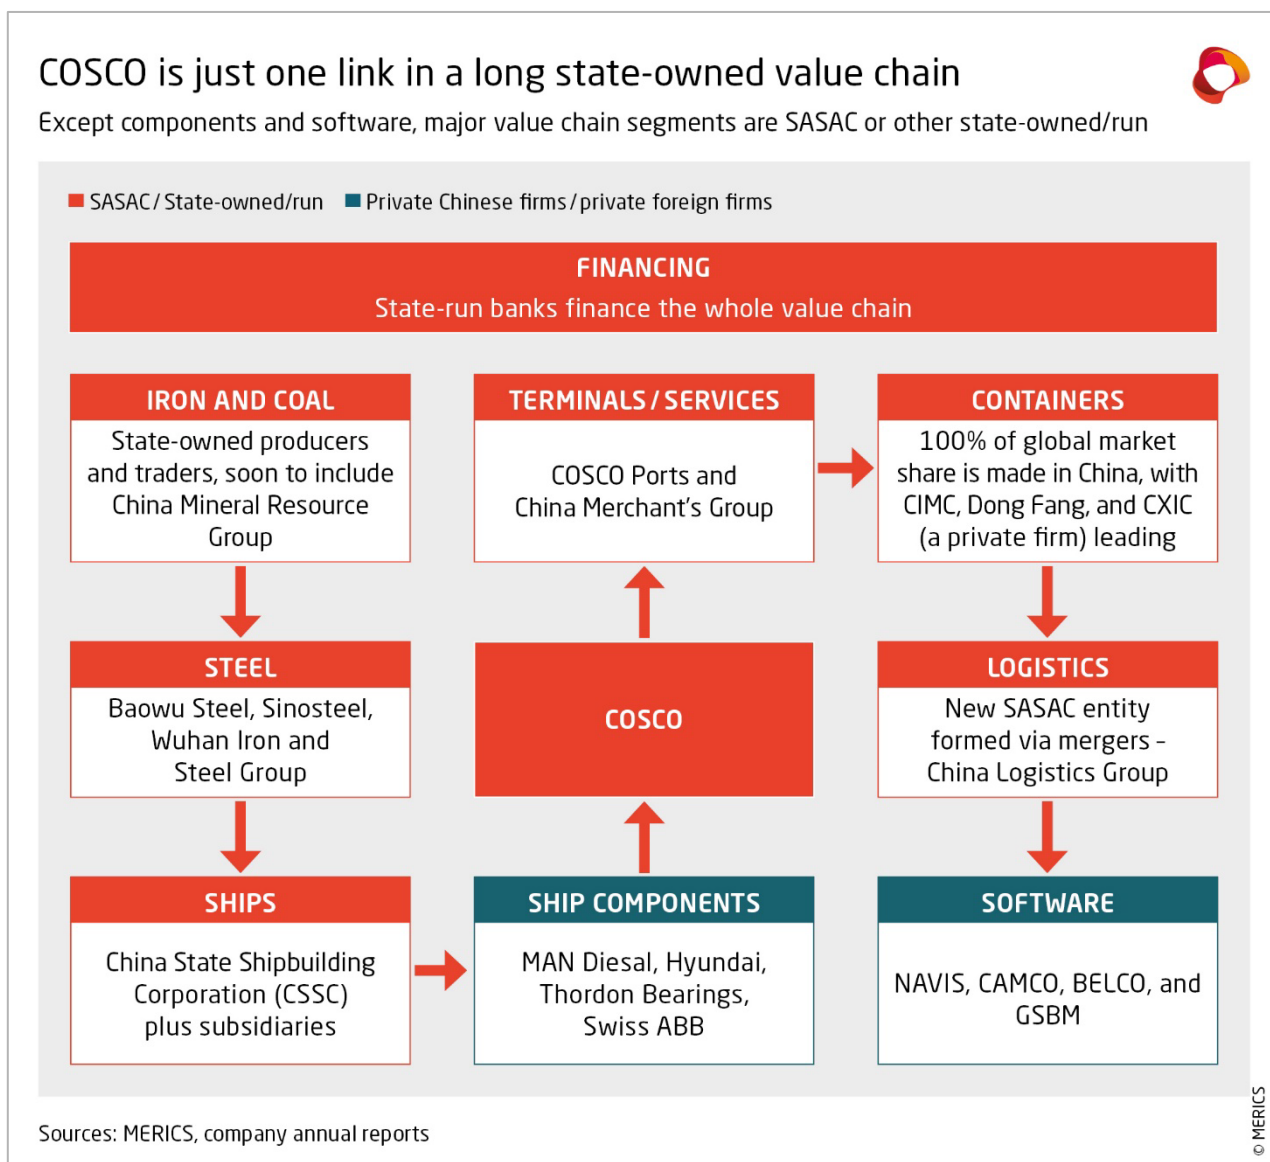 COSCO is just one link in a long state-owned value chain
Except components and software, major value chain segments are SASAC or other state-owned/run
SASAC / State-owned/run
Private Chinese firms / private foreign firms
FINANCING
State-run banks finance the whole value chain
IRON AND COAL
State-owned producers
and traders, soon to include
China Mineral Resource
Group
TERMINALS / SERVICES
COSCO Ports and
China Merchant's Group
CONTAINERS
100% of global market
share is made in China, with
CIMC, Dong Fang, and CXIC
(a private firm) leading
STEEL
Baowu Steel, Sinosteel,
Wuhan Iron and
Steel Group
COSCO
LOGISTICS
New SASAC entity
formed via mergers –
China Logistics Group
SHIPS
China State Shipbuilding
Corporation (CSSC)
plus subsidiaries
SHIP COMPONENTS
MAN Diesal, Hyundai,
Thordon Bearings,
Swiss ABB
SOFTWARE
NAVIS, CAMCO, BELCO, and
GSBM
Sources: MERICS, company annual reports
© MERICS